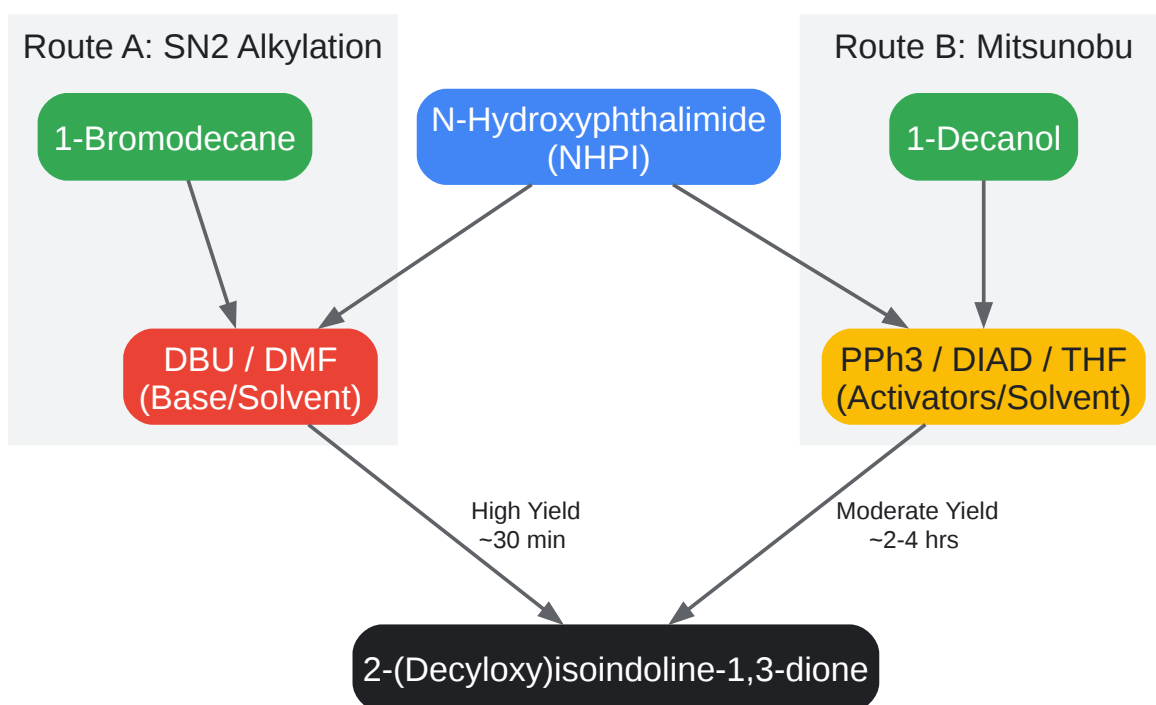 Route A: SN2 Alkylation
Route B: Mitsunobu
1-Bromodecane
N-Hydroxyphthalimide
(NHPI)
1-Decanol
DBU / DMF
(Base/Solvent)
PPh3 / DIAD / THF
(Activators/Solvent)
High Yield
~30 min
Moderate Yield
~2-4 hrs
2-(Decyloxy)isoindoline-1,3-dione